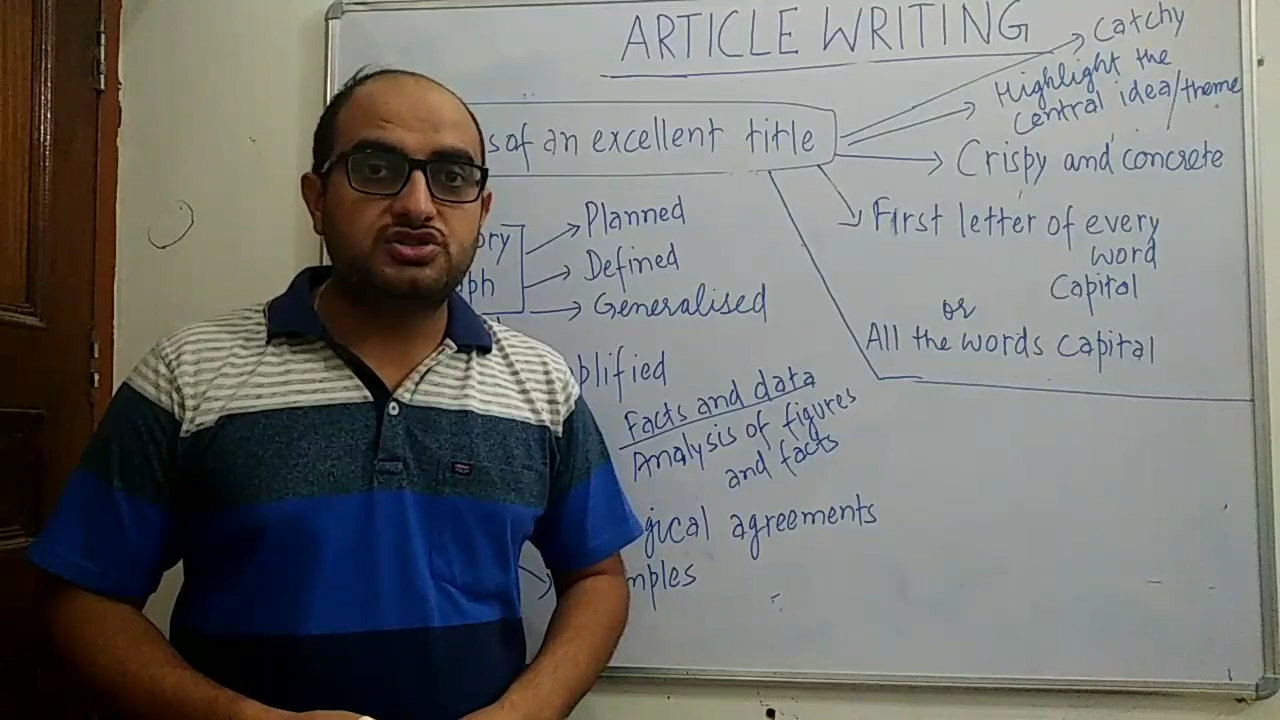 ARTICLE WRITING
Catchy
Highlight the
central idea/theme
s of an excellent title
Crispy and concrete
First letter of every
word
Capital
or
All the words capital
ory
ph
Planned
Defined
Generalised
plified
Facts and data
Analysis of figures
and facts
gical agreements
mples